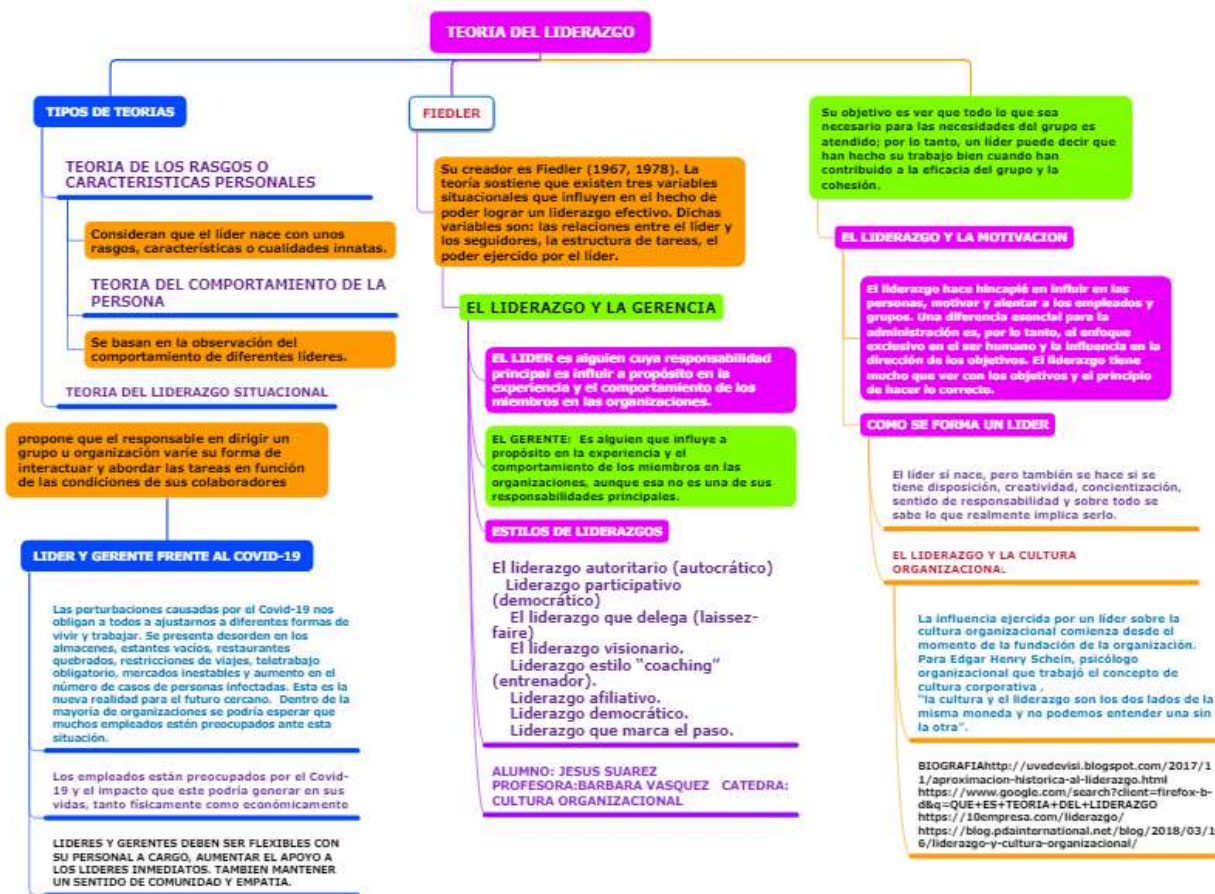 TEORIA DEL LIDERAZGO
TIPOS DE TEORIAS
TEORIA DE LOS RASGOS O
CARACTERISTICAS PERSONALES
Consideran que el líder nace con unos
rasgos, características o cualidades innatas.
TEORIA DEL COMPORTAMIENTO DE LA
PERSONA
Se basan en la observación del
comportamiento de diferentes líderes.
TEORIA DEL LIDERAZGO SITUACIONAL
propone que el responsable en dirigir un
grupo u organización varíe su forma de
interactuar y abordar las tareas en función
de las condiciones de sus colaboradores
LIDER Y GERENTE FRENTE AL COVID-19
Las perturbaciones causadas por el Covid-19 nos
obligan a todos a ajustarnos a diferentes formas de
vivir y trabajar. Se presenta desorden en los
almacenes, estantes vacíos, restaurantes
quebrados, restricciones de viajes, teletrabajo
obligatorio, mercados inestables y aumento en el
número de casos de personas infectadas. Esta es la
nueva realidad para el futuro cercano. Dentro de la
mayoría de organizaciones se podría esperar que
muchos empleados estén preocupados ante esta
situación.
Los empleados están preocupados por el Covid-
19 y el impacto que este podría generar en sus
vidas, tanto físicamente como económicamente
LIDERES Y GERENTES DEBEN SER FLEXIBLES CON
SU PERSONAL A CARGO, AUMENTAR EL APOYO A
LOS LIDERES INMEDIATOS. TAMBIEN MANTENER
UN SENTIDO DE COMUNIDAD Y EMPATIA.
FIEDLER
Su creador es Fiedler (1967, 1978). La
teoría sostiene que existen tres variables
situacionales que influyen en el hecho de
poder lograr un liderazgo efectivo. Dichas
variables son: las relaciones entre el líder y
los seguidores, la estructura de tareas, el
poder ejercido por el líder.
EL LIDERAZGO Y LA GERENCIA
EL LIDER es alguien cuya responsabilidad
principal es influir a propósito en la
experiencia y el comportamiento de los
miembros en las organizaciones.
EL GERENTE: Es alguien que influye a
propósito en la experiencia y el
comportamiento de los miembros en las
organizaciones, aunque esa no es una de sus
responsabilidades principales.
ESTILOS DE LIDERAZGOS
El liderazgo autoritario (autocrático)
Liderazgo participativo
(democrático)
El liderazgo que delega (laissez-
faire)
El liderazgo visionario.
Liderazgo estilo "coaching"
(entrenador).
Liderazgo afiliativo.
Liderazgo democrático.
Liderazgo que marca el paso.
ALUMNO: JESUS SUAREZ
PROFESORA:BARBARA VASQUEZ CATEDRA:
CULTURA ORGANIZACIONAL
Su objetivo es ver que todo lo que sea
necesario para las necesidades del grupo es
atendido; por lo tanto, un líder puede decir que
han hecho su trabajo bien cuando han
contribuido a la eficacia del grupo y la
cohesión.
EL LIDERAZGO Y LA MOTIVACION
El liderazgo hace hincapié en influir en las
personas, motivar y alentar a los empleados y
grupos. Una diferencia esencial para la
administración es, por lo tanto, el enfoque
exclusivo en el ser humano y la influencia en la
dirección de los objetivos. El liderazgo tiene
mucho que ver con los objetivos y el principio
de hacer lo correcto.
COMO SE FORMA UN LIDER
El líder sí nace, pero también se hace si se
tiene disposición, creatividad, concientización,
sentido de responsabilidad y sobre todo se
sabe lo que realmente implica serlo.
EL LIDERAZGO Y LA CULTURA
ORGANIZACIONAL
La influencia ejercida por un líder sobre la
cultura organizacional comienza desde el
momento de la fundación de la organización.
Para Edgar Henry Schein, psicólogo
organizacional que trabajó el concepto de
cultura corporativa ,
"la cultura y el liderazgo son los dos lados de la
misma moneda y no podemos entender una sin
la otra".
BIOGRAFIAhttp://uvedevisi.blogspot.com/2017/1
1/aproximacion-historica-al-liderazgo.html
https://www.google.com/search?client=firefox-b-
d&q=QUE+ES+TEORIA+DEL+LIDERAZGO
https://10empresa.com/liderazgo/
https://blog.pdainternational.net/blog/2018/03/1
6/liderazgo-y-cultura-organizacional/